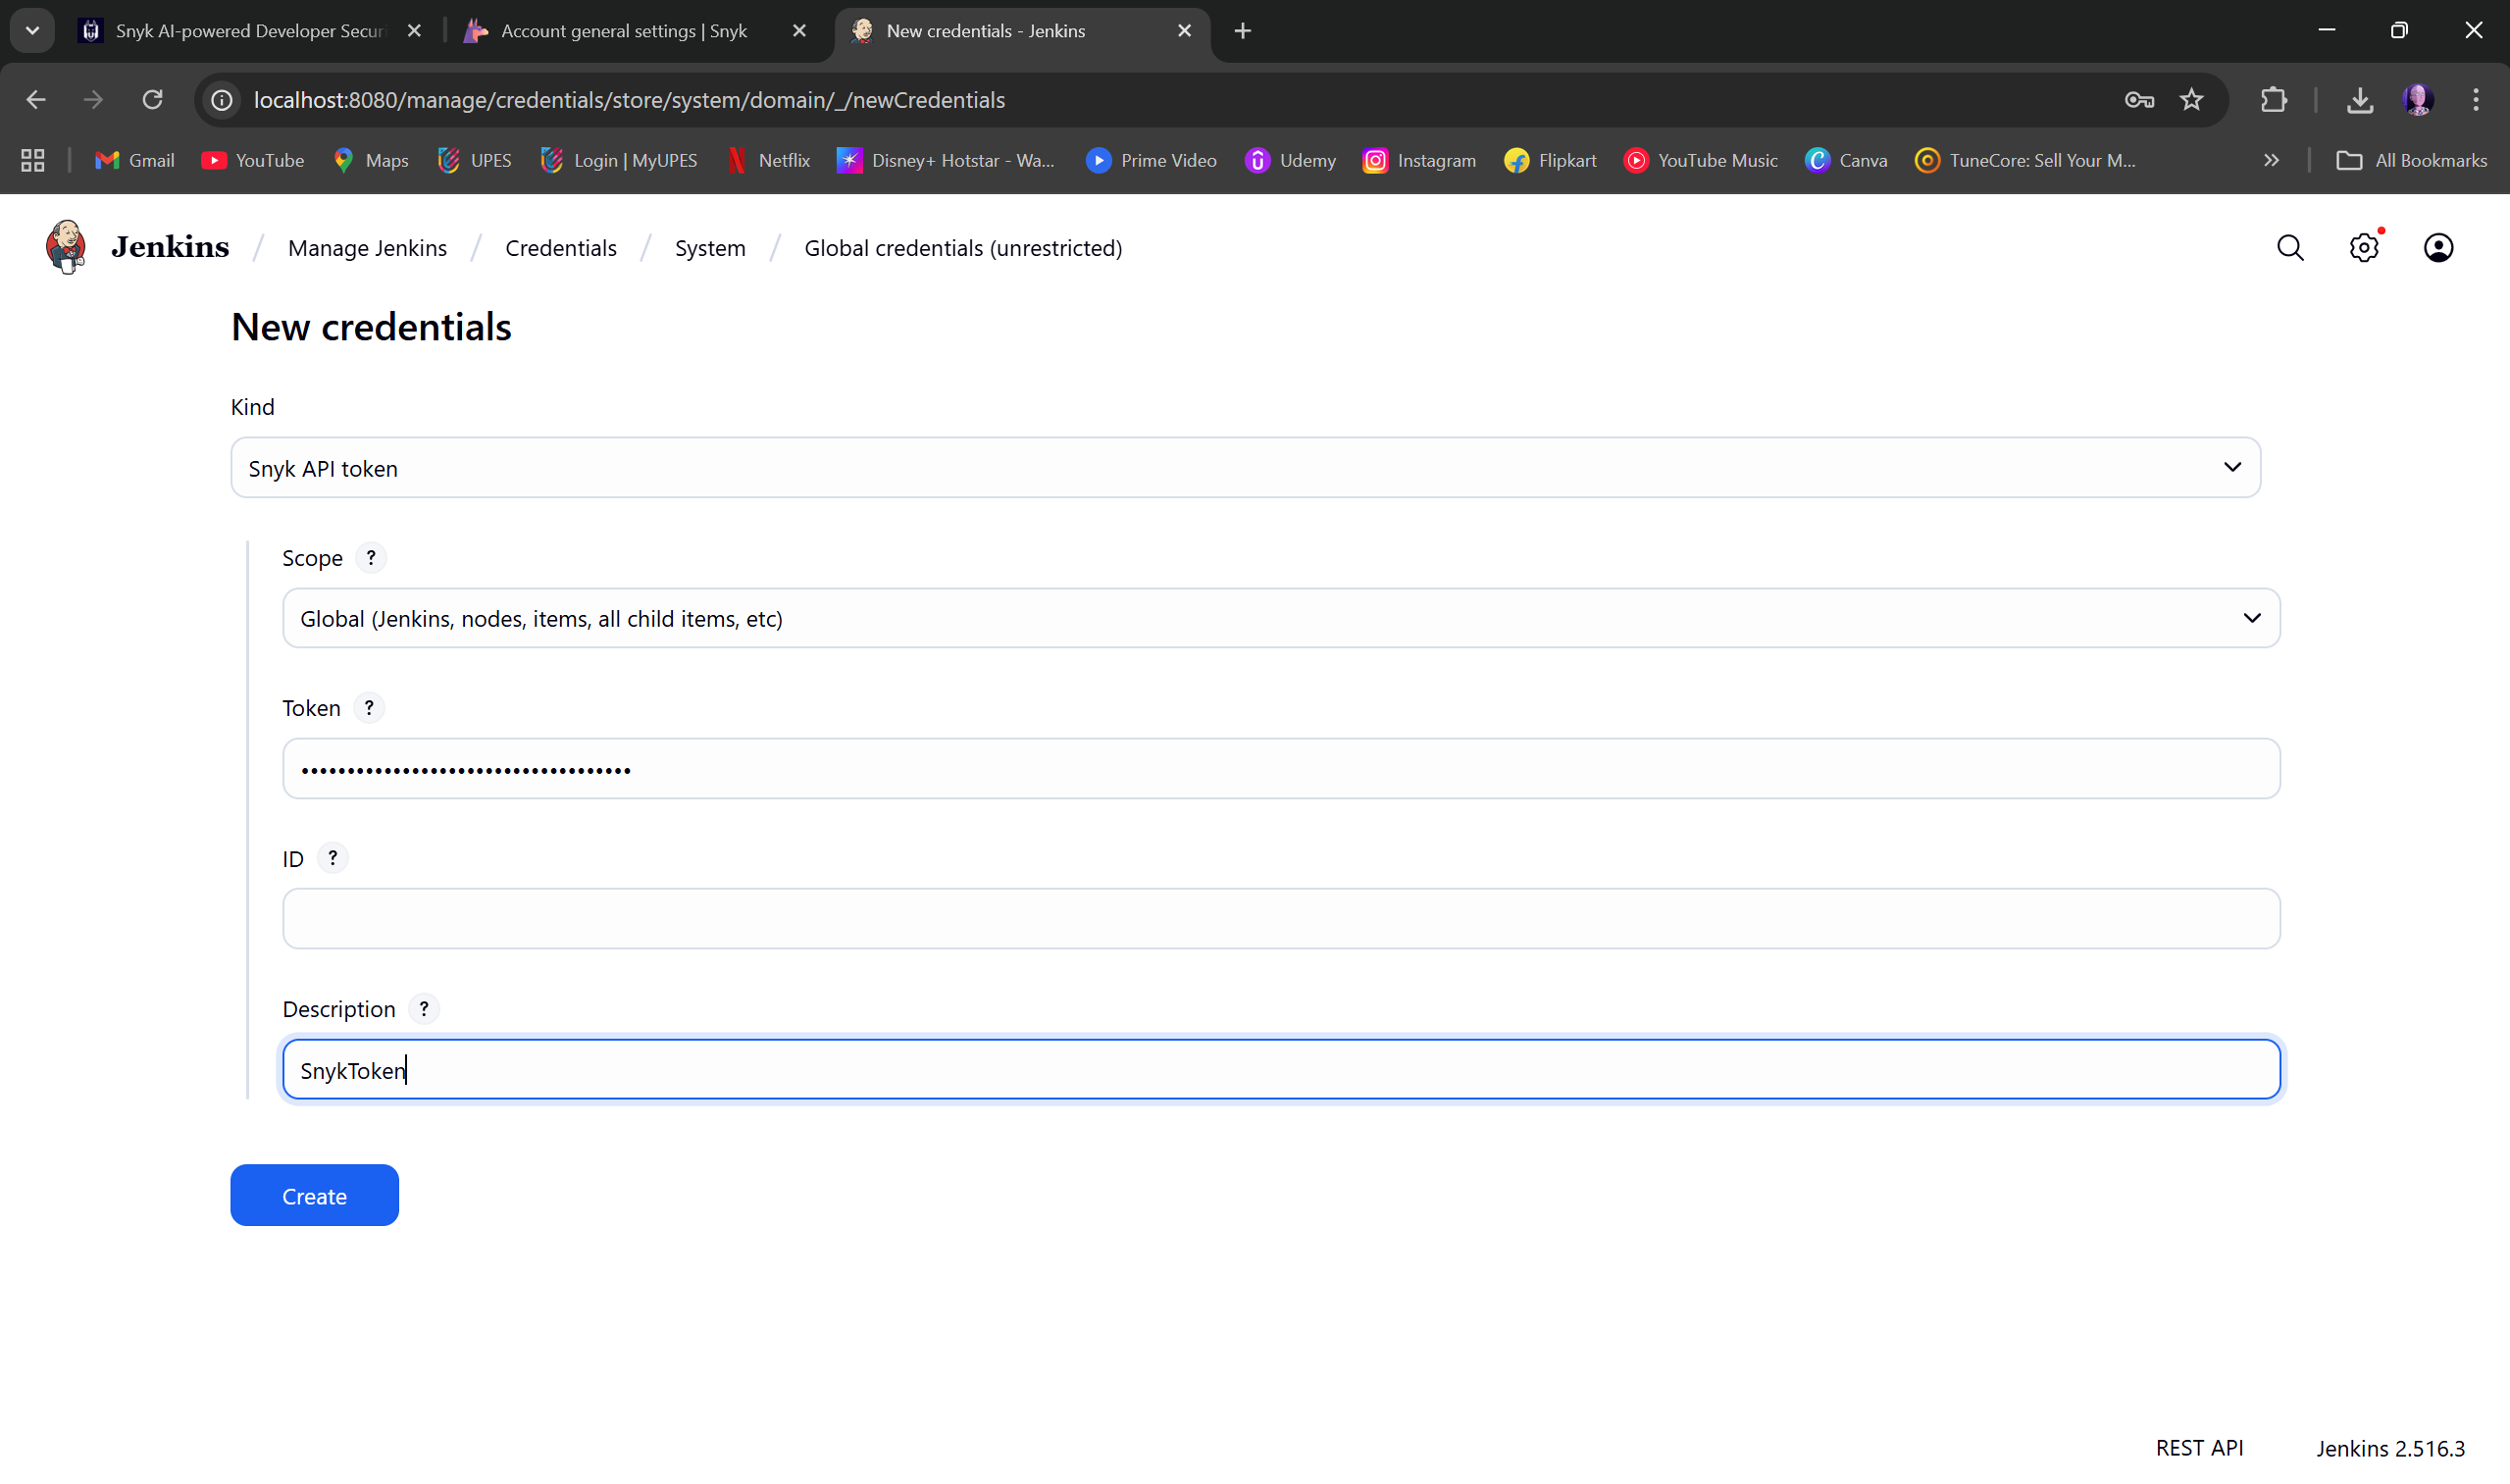 Snyk AI-powered Developer Securi
Account general settings | Snyk
New credentials - Jenkins
localhost:8080/manage/credentials/store/system/domain/_/newCredentials
Gmail
YouTube
Maps
UPES
Login | MyUPES
Netflix
Disney+ Hotstar - Wa...
Prime Video
Udemy
Instagram
Flipkart
YouTube Music
Canva
TuneCore: Sell Your M...
All Bookmarks
Jenkins / Manage Jenkins / Credentials / System / Global credentials (unrestricted)
New credentials
Kind
Snyk API token
Scope ?
Global (Jenkins, nodes, items, all child items, etc)
Token ?
••••••••••••••••••••••••••••••••••••
ID ?
Description ?
SnykToken
Create
REST API
Jenkins 2.516.3